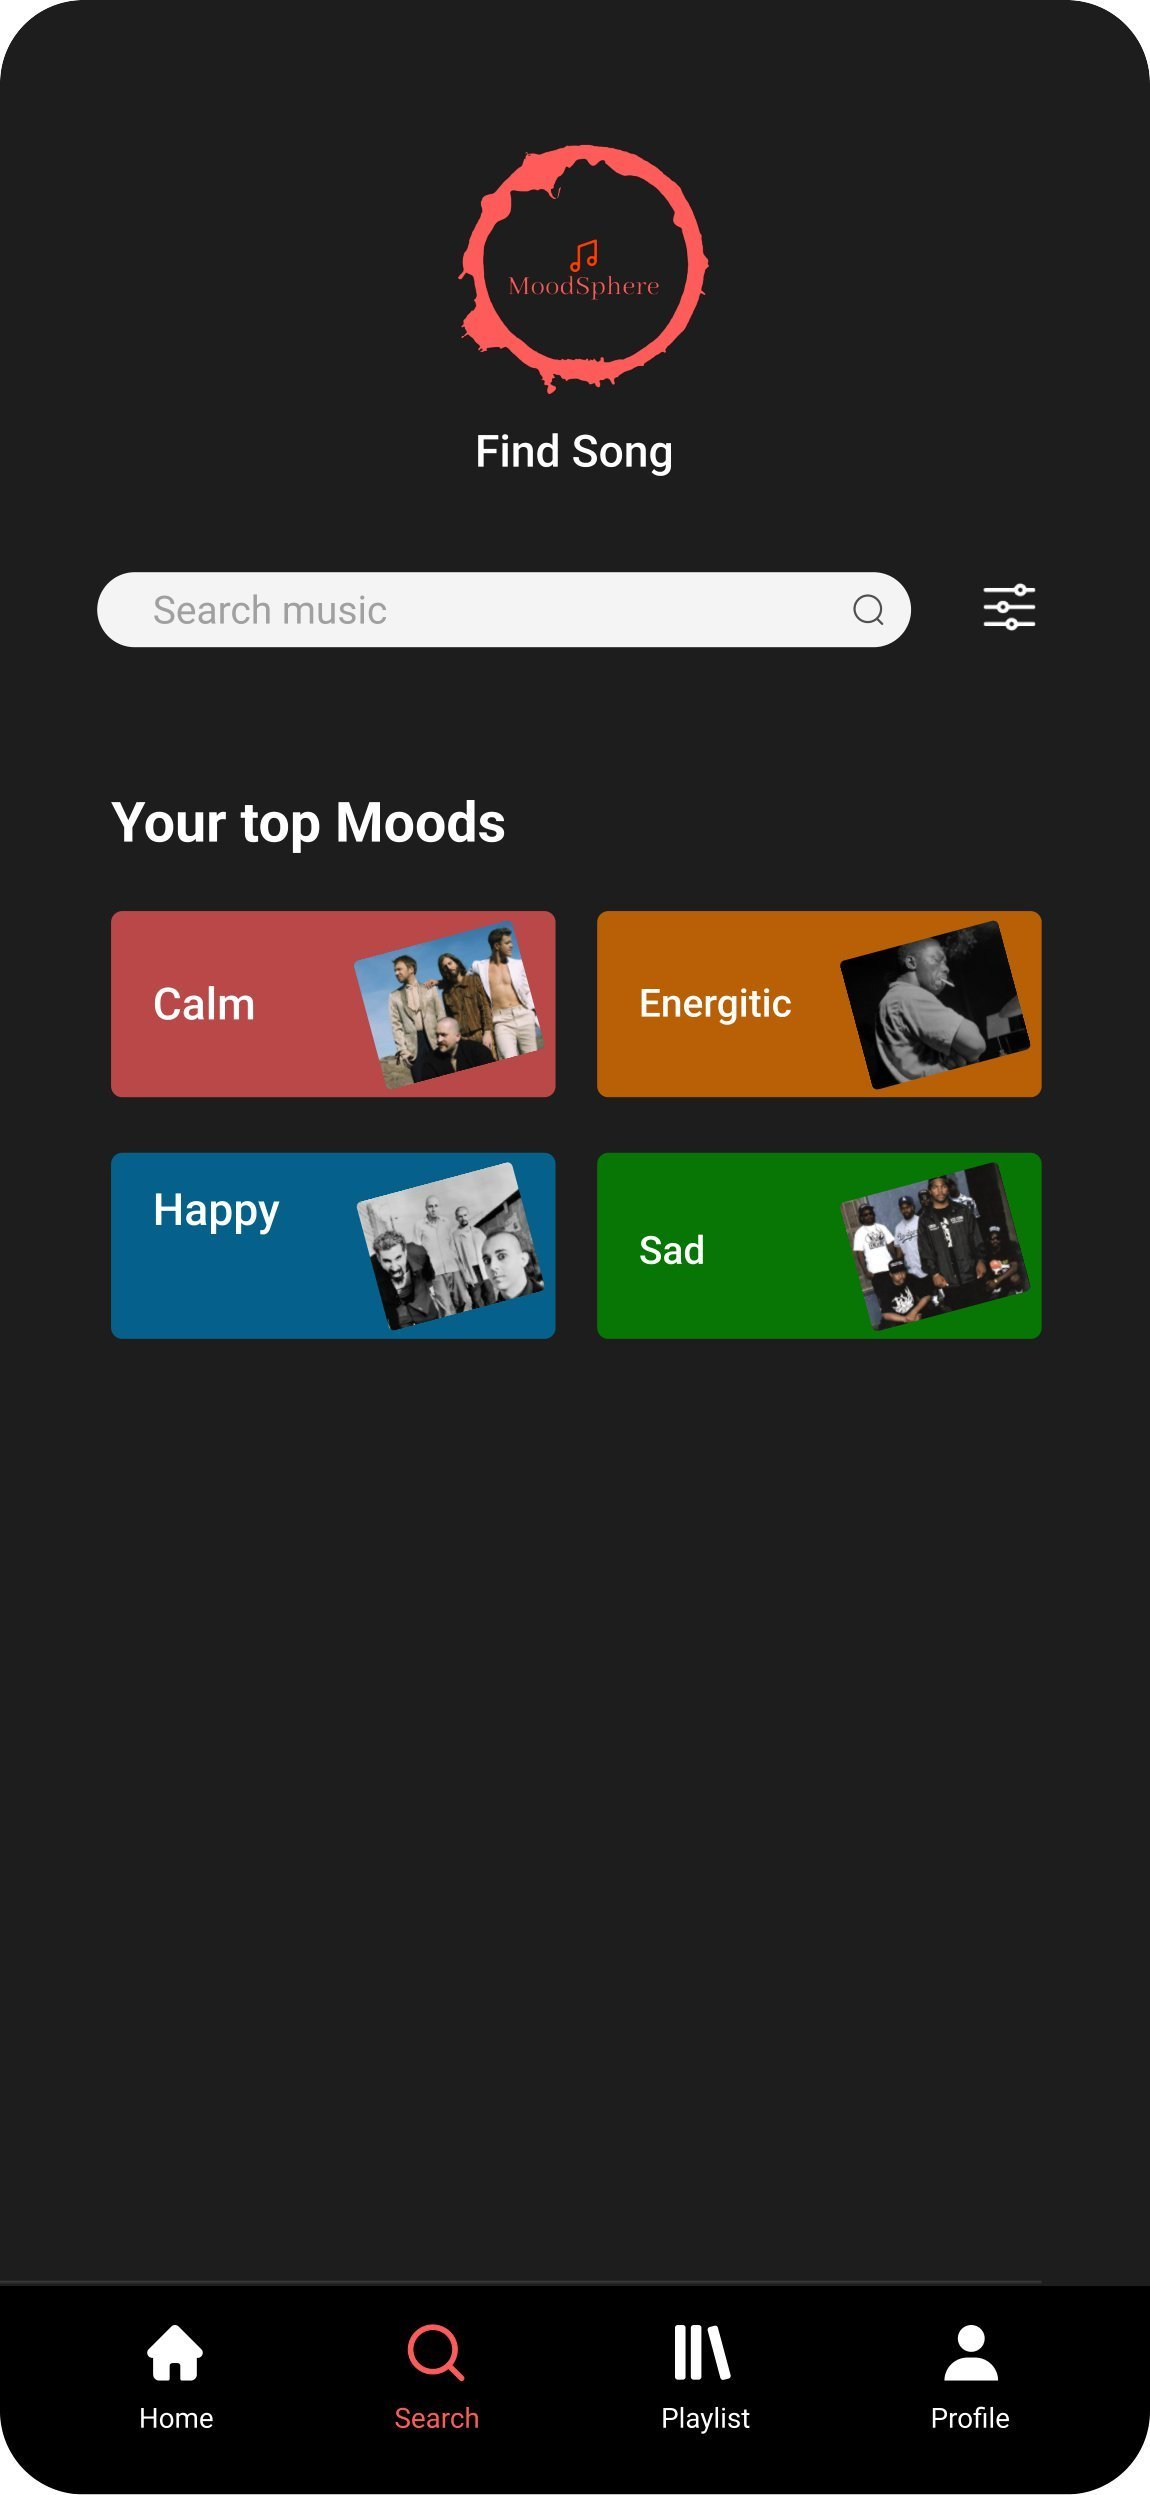 MoodSphere
Find Song
Search music
Your top Moods
Calm
Energitic
Happy
Sad
Home
Search
Playlist
Profile